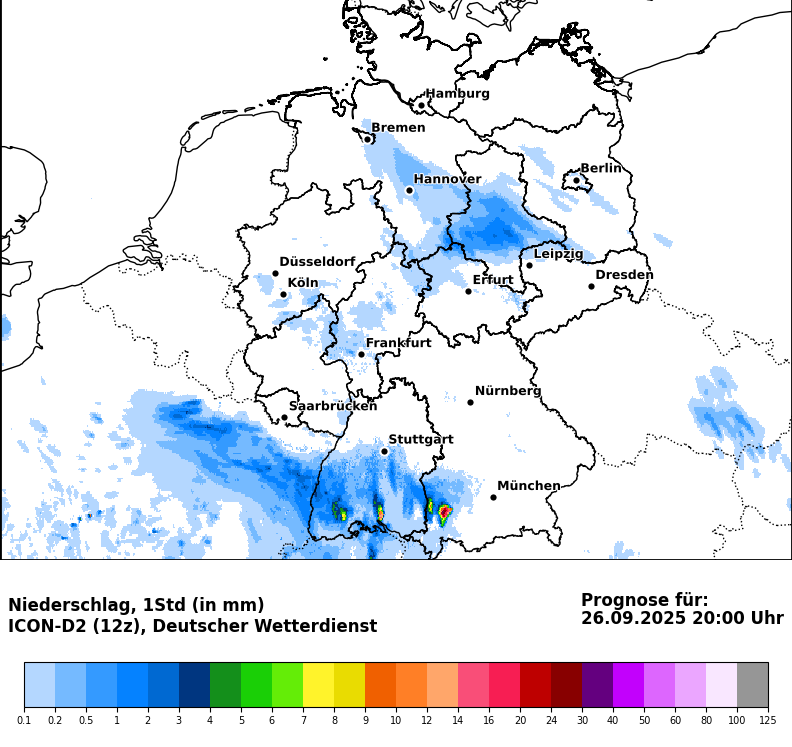 Hamburg
Bremen
Berlin
Hannover
Leipzig
Düsseldorf
Dresden
Köln
Erfurt
Frankfurt
Nürnberg
Saarbrücken
Stuttgart
München
Niederschlag, 1Std (in mm)
ICON-D2 (12z), Deutscher Wetterdienst
Prognose für:
26.09.2025 20:00 Uhr
0.1 0.2 0.5 1 2 3 4 5 6 7 8 9 10 12 14 16 20 24 30 40 50 60 80 100 125